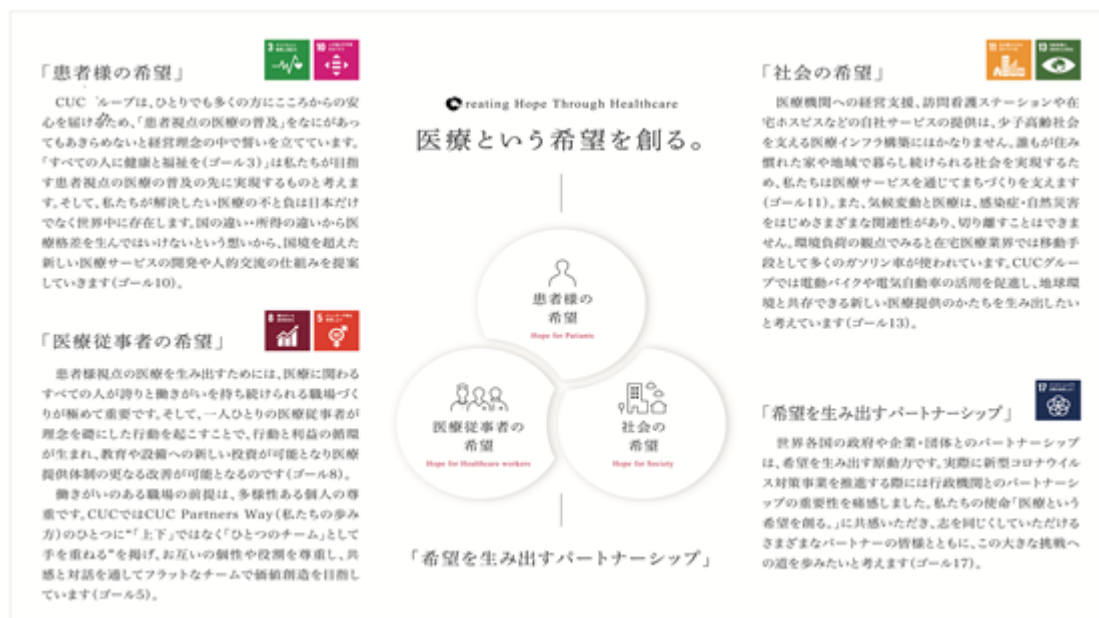 「患者様の希望」
CUC ループは、ひとりでも多くの方にこころからの安
心を届けるため、「患者視点の医療の普及」をなにがあっ
てもあきらめないと経営理念の中で誓いを立てています。
「すべての人に健康と福祉を(ゴール3)」は私たちが目指
す患者視点の医療の普及の先に実現するものと考えま
す。そして、私たちが解決したい医療の不と負は日本だけ
でなく世界中に存在します。国の違い・所得の違いから医
療格差を生んではいけないという想いから、国境を超えた
新しい医療サービスの開発や人的交流の仕組みを提案
していきます(ゴール10)。
「医療従事者の希望」
患者様視点の医療を生み出すためには、医療に関わる
すべての人が誇りと働きがいを持ち続けられる職場づく
りが極めて重要です。そして、一人ひとりの医療従事者が
理念を礎にした行動を起こすことで、行動と利益の循環
が生まれ、教育や設備への新しい投資が可能となり医療
提供体制の更なる改善が可能となるのです(ゴール8)。
働きがいのある職場の前提は、多様性ある個人の尊
重です。CUCではCUC Partners Way(私たちの歩み
方)のひとつに"「上下」ではなく「ひとつのチーム」として
手を重ねる"を掲げ、お互いの個性や役割を尊重し、共
感と対話を通してフラットなチームで価値創造を目指し
ています(ゴール5)。
Creating Hope Through Healthcare
医療という希望を創る。
患者様の
希望
Hope for Patients
医療従事者の
希望
Hope for Healthcare workers
社会の
希望
Hope for Society
「希望を生み出すパートナーシップ」
「社会の希望」
医療機関への経営支援、訪問看護ステーションや在
宅ホスピスなどの自社サービスの提供は、少子高齢社会
を支える医療インフラ構築にほかなりません。誰もが住み
慣れた家や地域で暮らし続けられる社会を実現するた
め、私たちは医療サービスを通じてまちづくりを支えます
(ゴール11)。また、気候変動と医療は、感染症・自然災害
をはじめさまざまな関連性があり、切り離すことはできま
せん。環境負荷の観点でみると在宅医療業界では移動手
段として多くのガソリン車が使われています。CUCグルー
プでは電動バイクや電気自動車の活用を促進し、地球環
境と共存できる新しい医療提供のかたちを生み出したい
と考えています(ゴール13)。
「希望を生み出すパートナーシップ」
世界各国の政府や企業・団体とのパートナーシップ
は、希望を生み出す原動力です。実際に新型コロナウイル
ス対策事業を推進する際には行政機関とのパートナーシ
ップの重要性を痛感しました。私たちの使命「医療という
希望を創る。」に共感いただき、志を同じくしていただける
さまざまなパートナーの皆様とともに、この大きな挑戦へ
の道を歩みたいと考えます(ゴール17)。
3
10
8
5
11
13
17